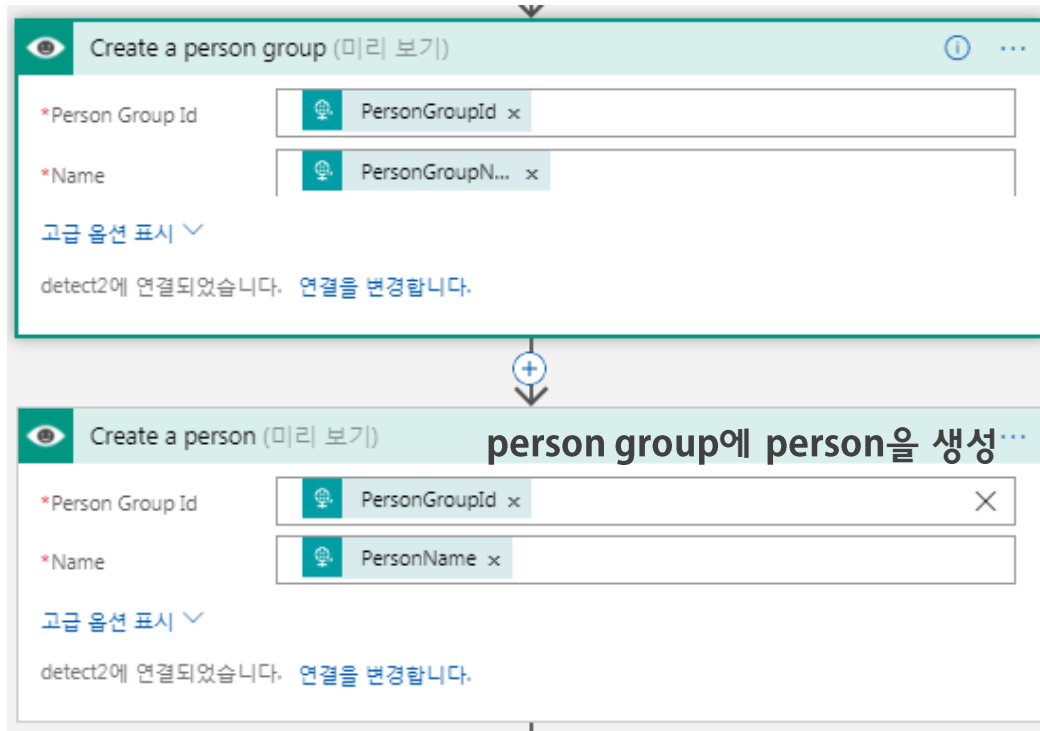 Create a person group (미리 보기)
*Person Group Id PersonGroupId ×
*Name PersonGroupN... ×
고급 옵션 표시
detect2에 연결되었습니다. 연결을 변경합니다.
Create a person (미리 보기) person group에 person을 생성
*Person Group Id PersonGroupId ×
*Name PersonName ×
고급 옵션 표시
detect2에 연결되었습니다. 연결을 변경합니다.